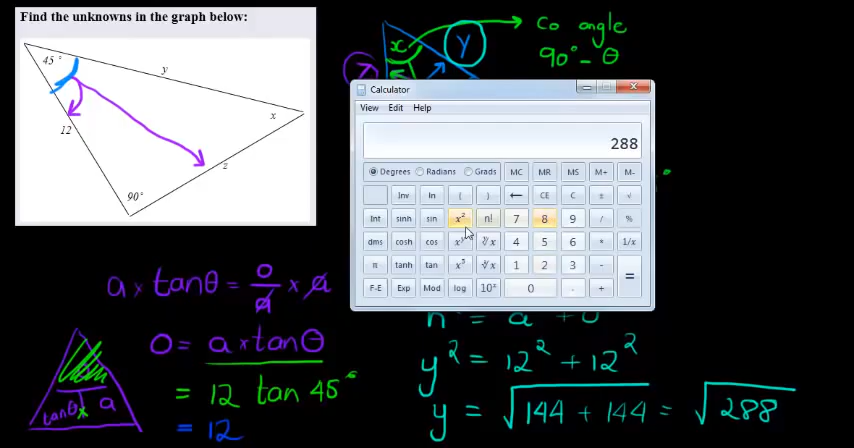 Find the unknowns in the graph below:
45°
y
12
x
z
90°
x
y
Co angle
90° - θ
Calculator
View Edit Help
288
Degrees Radians Grads MC MR MS M+ M-
Inv ln ( ) ← CE C ± √
Int sinh sin x² n! 7 8 9 / %
dms cosh cos 4 5 6 * 1/x
π tanh tan x³ ³√x 1 2 3 - =
F-E Exp Mod log 10ˣ 0 . +
a × tanθ = o/a × a
o = a × tanθ
= 12 tan 45°
= 12
tanθ × a
y² = 12² + 12²
y = √144 + 144 = √288